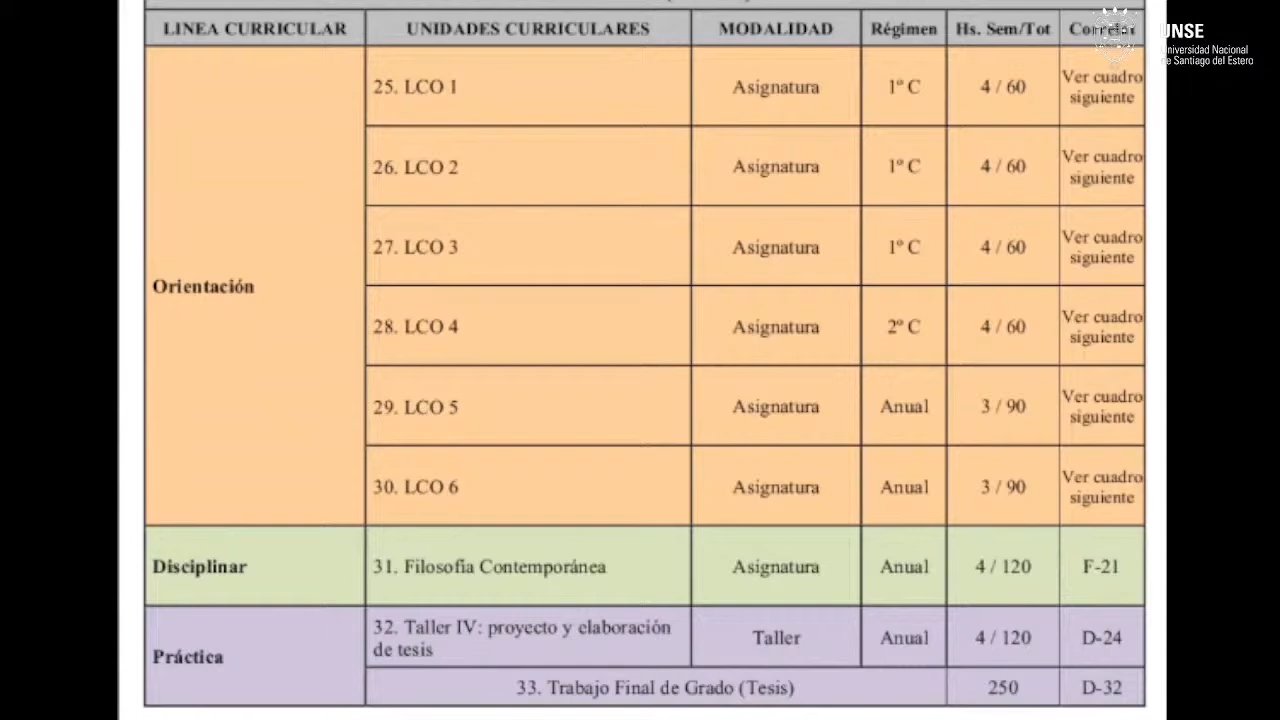 LINEA CURRICULAR UNIDADES CURRICULARES MODALIDAD Régimen Hs. Sem/Tot
UNSE
Universidad Nacional
de Santiago del Estero
Orientación
25. LCO 1 Asignatura 1º C 4 / 60 Ver cuadro siguiente
26. LCO 2 Asignatura 1º C 4 / 60 Ver cuadro siguiente
27. LCO 3 Asignatura 1º C 4 / 60 Ver cuadro siguiente
28. LCO 4 Asignatura 2º C 4 / 60 Ver cuadro siguiente
29. LCO 5 Asignatura Anual 3 / 90 Ver cuadro siguiente
30. LCO 6 Asignatura Anual 3 / 90 Ver cuadro siguiente
Disciplinar 31. Filosofía Contemporánea Asignatura Anual 4 / 120 F-21
Práctica
32. Taller IV: proyecto y elaboración de tesis Taller Anual 4 / 120 D-24
33. Trabajo Final de Grado (Tesis) 250 D-32